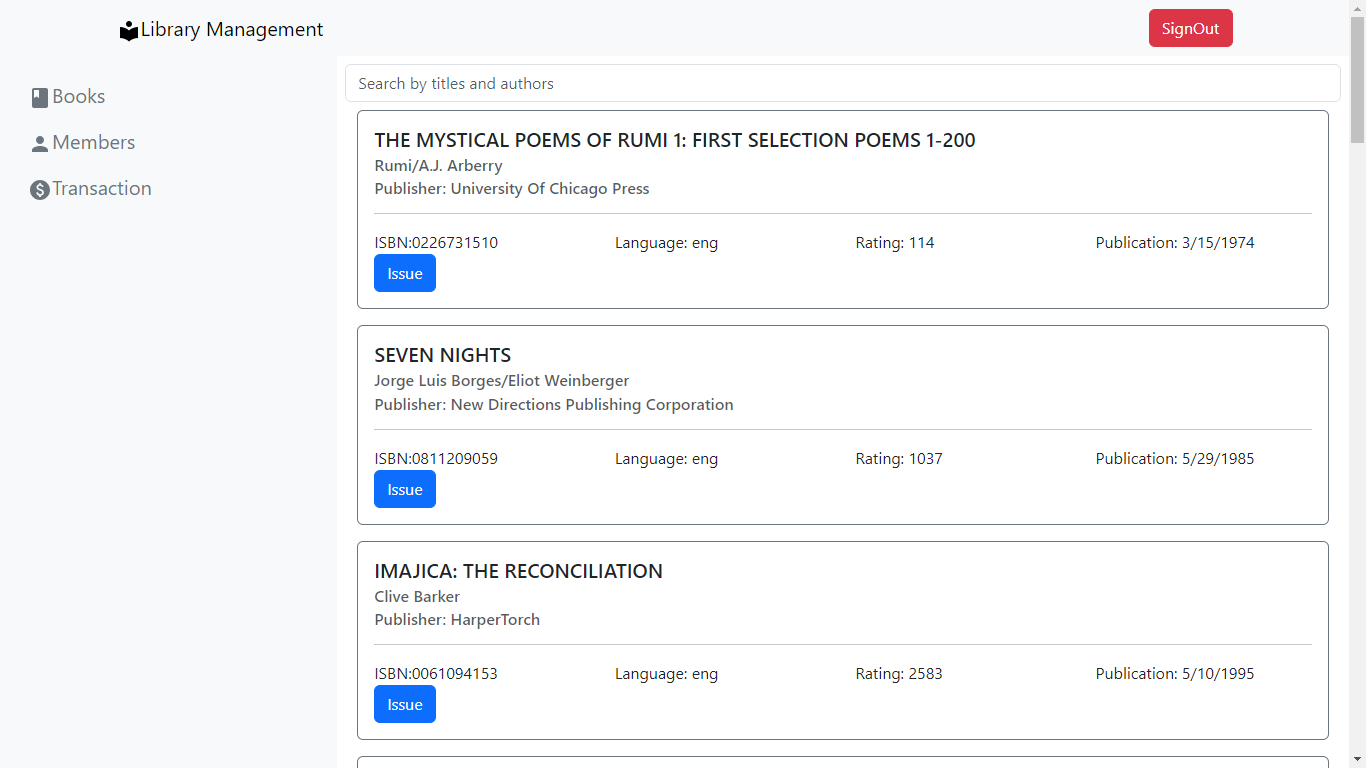 Library Management
SignOut
Books
Members
Transaction
Search by titles and authors
THE MYSTICAL POEMS OF RUMI 1: FIRST SELECTION POEMS 1-200
Rumi/A.J. Arberry
Publisher: University Of Chicago Press
ISBN:0226731510 Language: eng Rating: 114 Publication: 3/15/1974
Issue
SEVEN NIGHTS
Jorge Luis Borges/Eliot Weinberger
Publisher: New Directions Publishing Corporation
ISBN:0811209059 Language: eng Rating: 1037 Publication: 5/29/1985
Issue
IMAJICA: THE RECONCILIATION
Clive Barker
Publisher: HarperTorch
ISBN:0061094153 Language: eng Rating: 2583 Publication: 5/10/1995
Issue